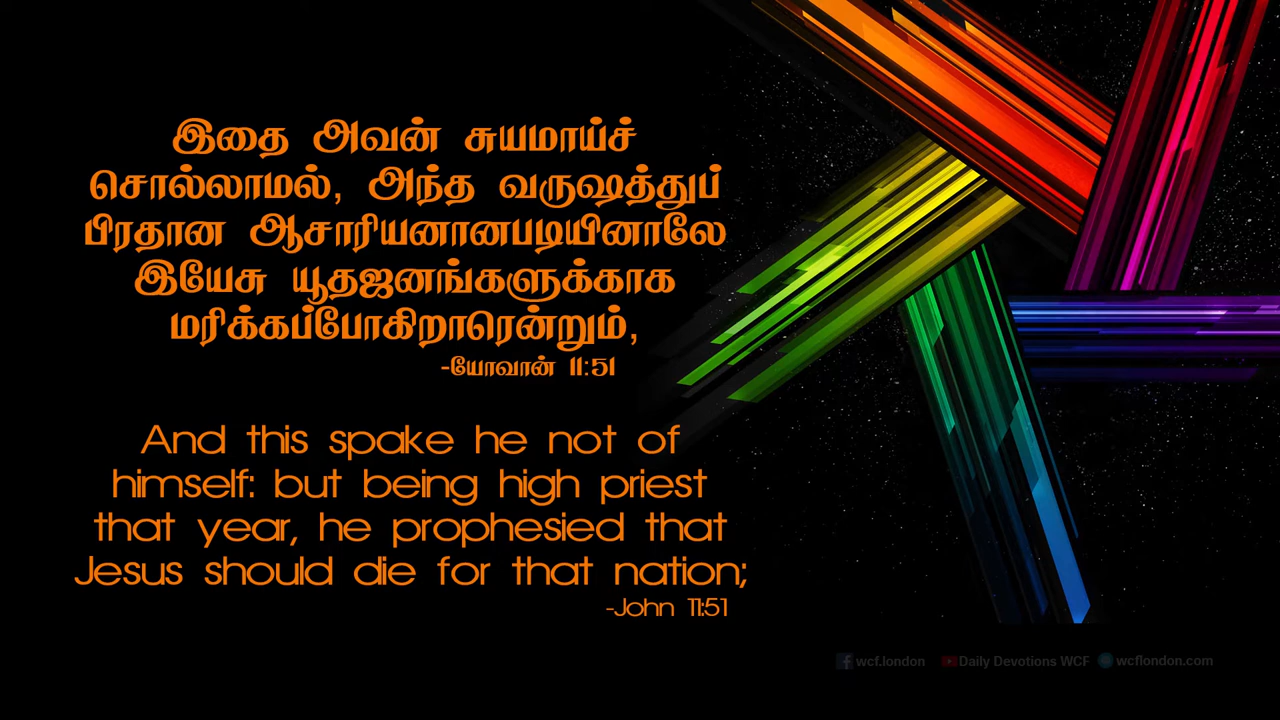 இதை அவன் சுயமாய்ச்
சொல்லாமல், அந்த வருஷத்துப்
பிரதான ஆசாரியனானபடியினாலே
இயேசு யூதஜனங்களுக்காக
மரிக்கப்போகிறாரென்றும்,
-யோவான் 11:51
And this spake he not of
himself: but being high priest
that year, he prophesied that
Jesus should die for that nation;
-John 11:51
wcf.london Daily Devotions WCF wcflondon.com